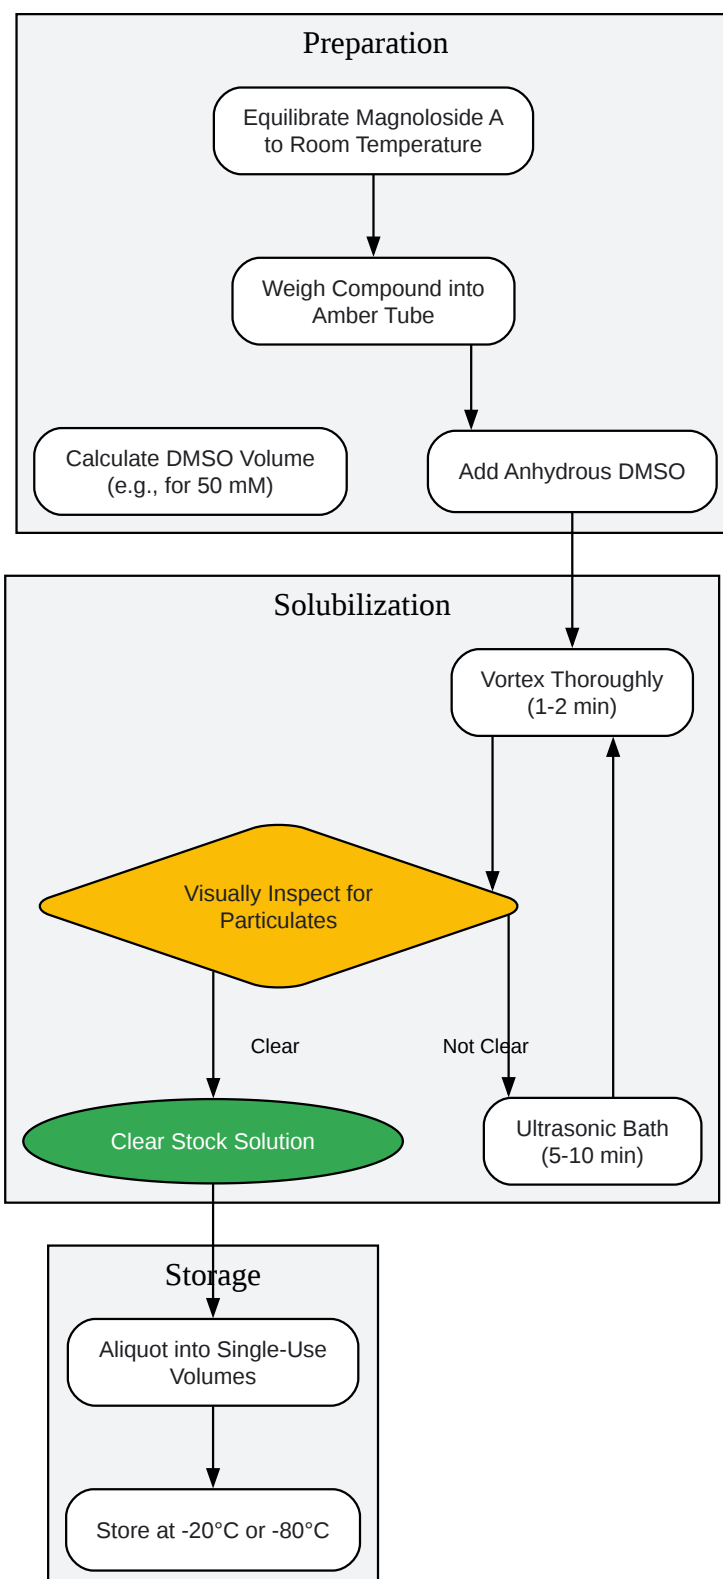 Preparation
Equilibrate Magnoloside A
to Room Temperature
Weigh Compound into
Amber Tube
Calculate DMSO Volume
(e.g., for 50 mM)
Add Anhydrous DMSO
Solubilization
Vortex Thoroughly
(1-2 min)
Visually Inspect for
Particulates
Clear
Not Clear
Clear Stock Solution
Ultrasonic Bath
(5-10 min)
Storage
Aliquot into Single-Use
Volumes
Store at -20°C or -80°C